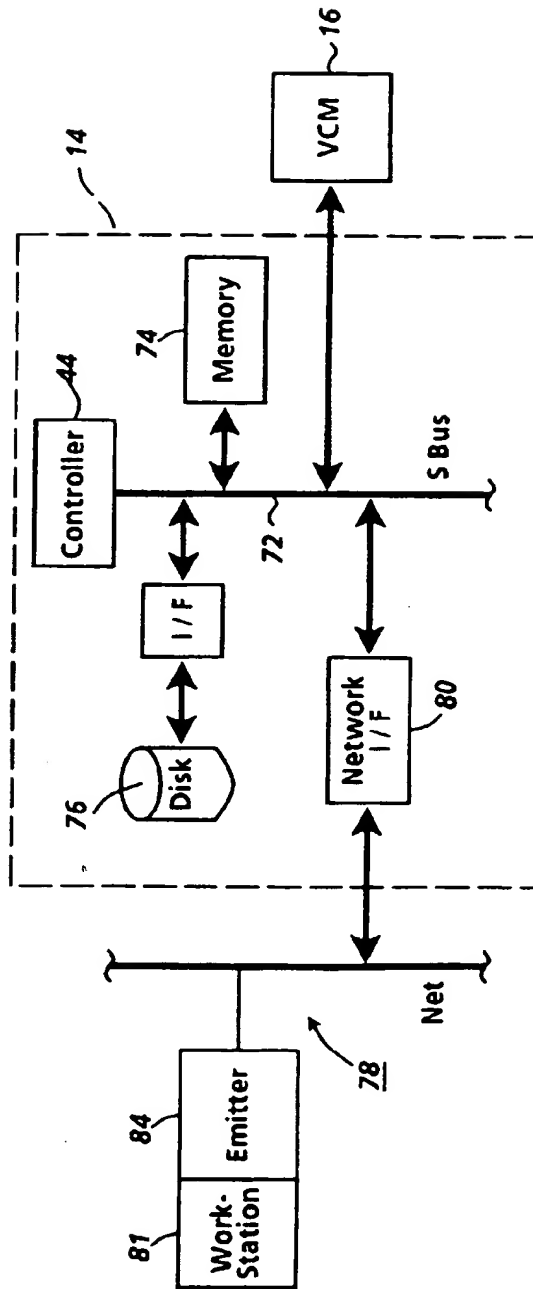 14
44
Controller
74
Memory
VCM
16
76
Disk
I / F
72
S Bus
Network
I / F
80
81
84
Work-
Station
Emitter
78
Net